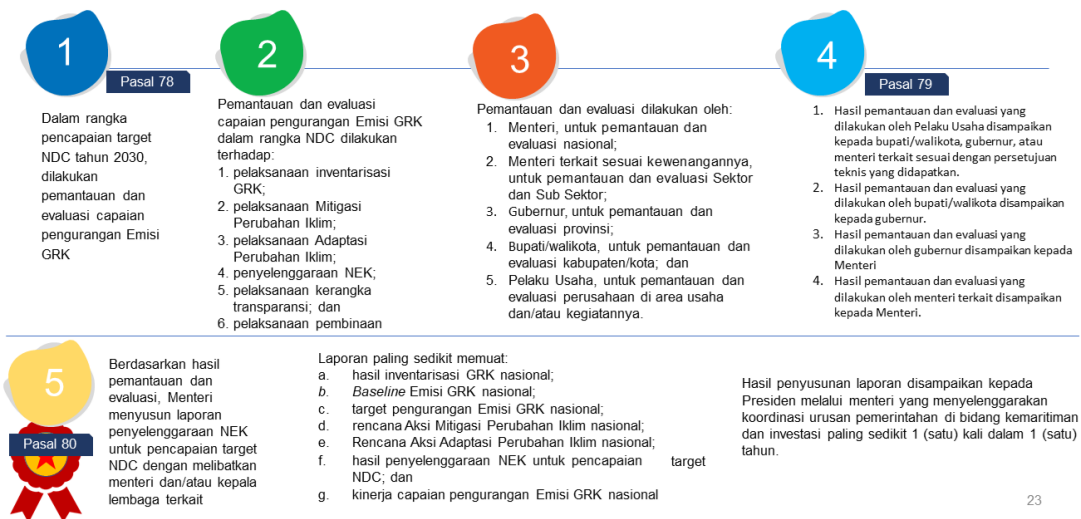 1
Pasal 78
Dalam rangka
pencapaian target
NDC tahun 2030,
dilakukan
pemantauan dan
evaluasi capaian
pengurangan Emisi
GRK
2
Pemantauan dan evaluasi
capaian pengurangan Emisi GRK
dalam rangka NDC dilakukan
terhadap:
1. pelaksanaan inventarisasi
GRK;
2. pelaksanaan Mitigasi
Perubahan Iklim;
3. pelaksanaan Adaptasi
Perubahan Iklim;
4. penyelenggaraan NEK;
5. pelaksanaan kerangka
transparansi; dan
6. pelaksanaan pembinaan
3
Pemantauan dan evaluasi dilakukan oleh:
1. Menteri, untuk pemantauan dan
evaluasi nasional;
2. Menteri terkait sesuai kewenangannya,
untuk pemantauan dan evaluasi Sektor
dan Sub Sektor;
3. Gubernur, untuk pemantauan dan
evaluasi provinsi;
4. Bupati/walikota, untuk pemantauan dan
evaluasi kabupaten/kota; dan
5. Pelaku Usaha, untuk pemantauan dan
evaluasi perusahaan di area usaha
dan/atau kegiatannya.
4
Pasal 79
1. Hasil pemantauan dan evaluasi yang
dilakukan oleh Pelaku Usaha disampaikan
kepada bupati/walikota, gubernur, atau
menteri terkait sesuai dengan persetujuan
teknis yang didapatkan.
2. Hasil pemantauan dan evaluasi yang
dilakukan oleh bupati/walikota disampaikan
kepada gubernur.
3. Hasil pemantauan dan evaluasi yang
dilakukan oleh gubernur disampaikan kepada
Menteri
4. Hasil pemantauan dan evaluasi yang
dilakukan oleh menteri terkait disampaikan
kepada Menteri.
5
Pasal 80
Berdasarkan hasil
pemantauan dan
evaluasi, Menteri
menyusun laporan
penyelenggaraan NEK
untuk pencapaian target
NDC dengan melibatkan
menteri dan/atau kepala
lembaga terkait
Laporan paling sedikit memuat:
a. hasil inventarisasi GRK nasional;
b. Baseline Emisi GRK nasional;
c. target pengurangan Emisi GRK nasional;
d. rencana Aksi Mitigasi Perubahan Iklim nasional;
e. Rencana Aksi Adaptasi Perubahan Iklim nasional;
f. hasil penyelenggaraan NEK untuk pencapaian target
NDC; dan
g. kinerja capaian pengurangan Emisi GRK nasional
Hasil penyusunan laporan disampaikan kepada
Presiden melalui menteri yang menyelenggarakan
koordinasi urusan pemerintahan di bidang kemaritiman
dan investasi paling sedikit 1 (satu) kali dalam 1 (satu)
tahun.
23